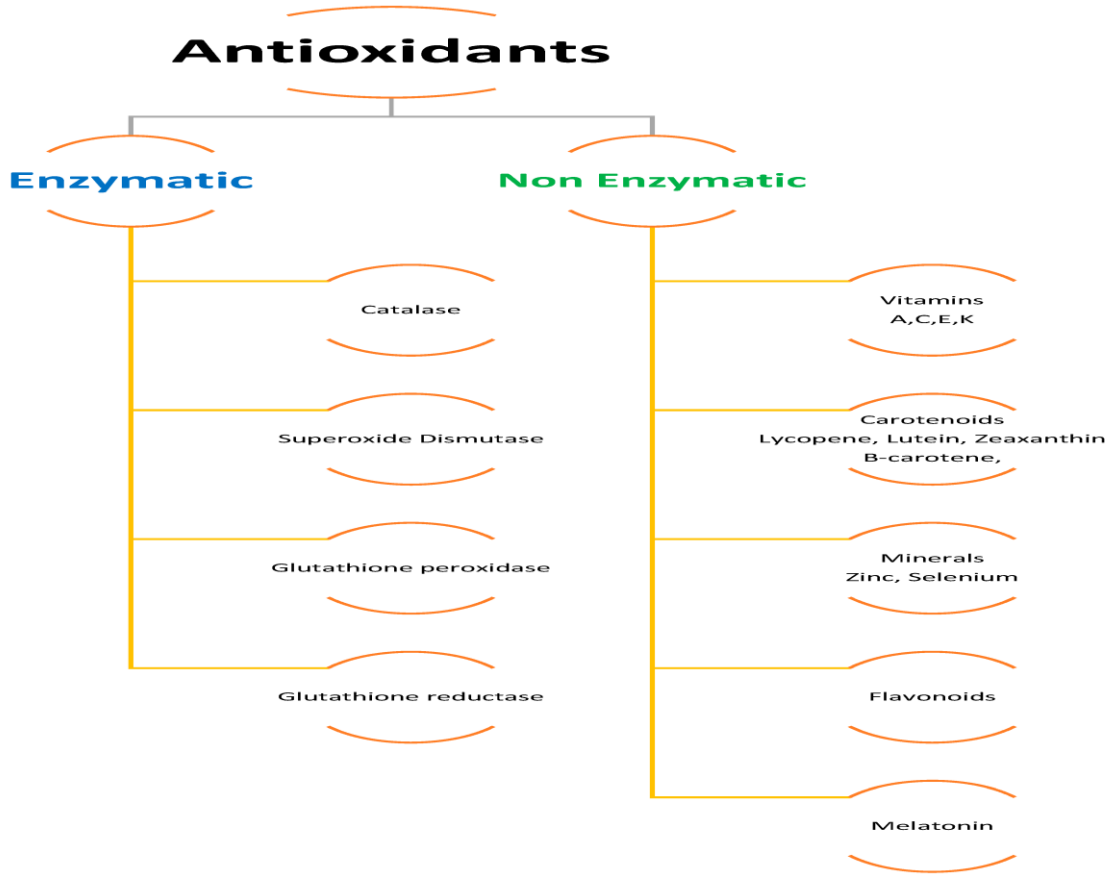 Antioxidants
Enzymatic
Non Enzymatic
Catalase
Superoxide Dismutase
Glutathione peroxidase
Glutathione reductase
Vitamins
A,C,E,K
Carotenoids
Lycopene, Lutein, Zeaxanthin
B-carotene,
Minerals
Zinc, Selenium
Flavonoids
Melatonin